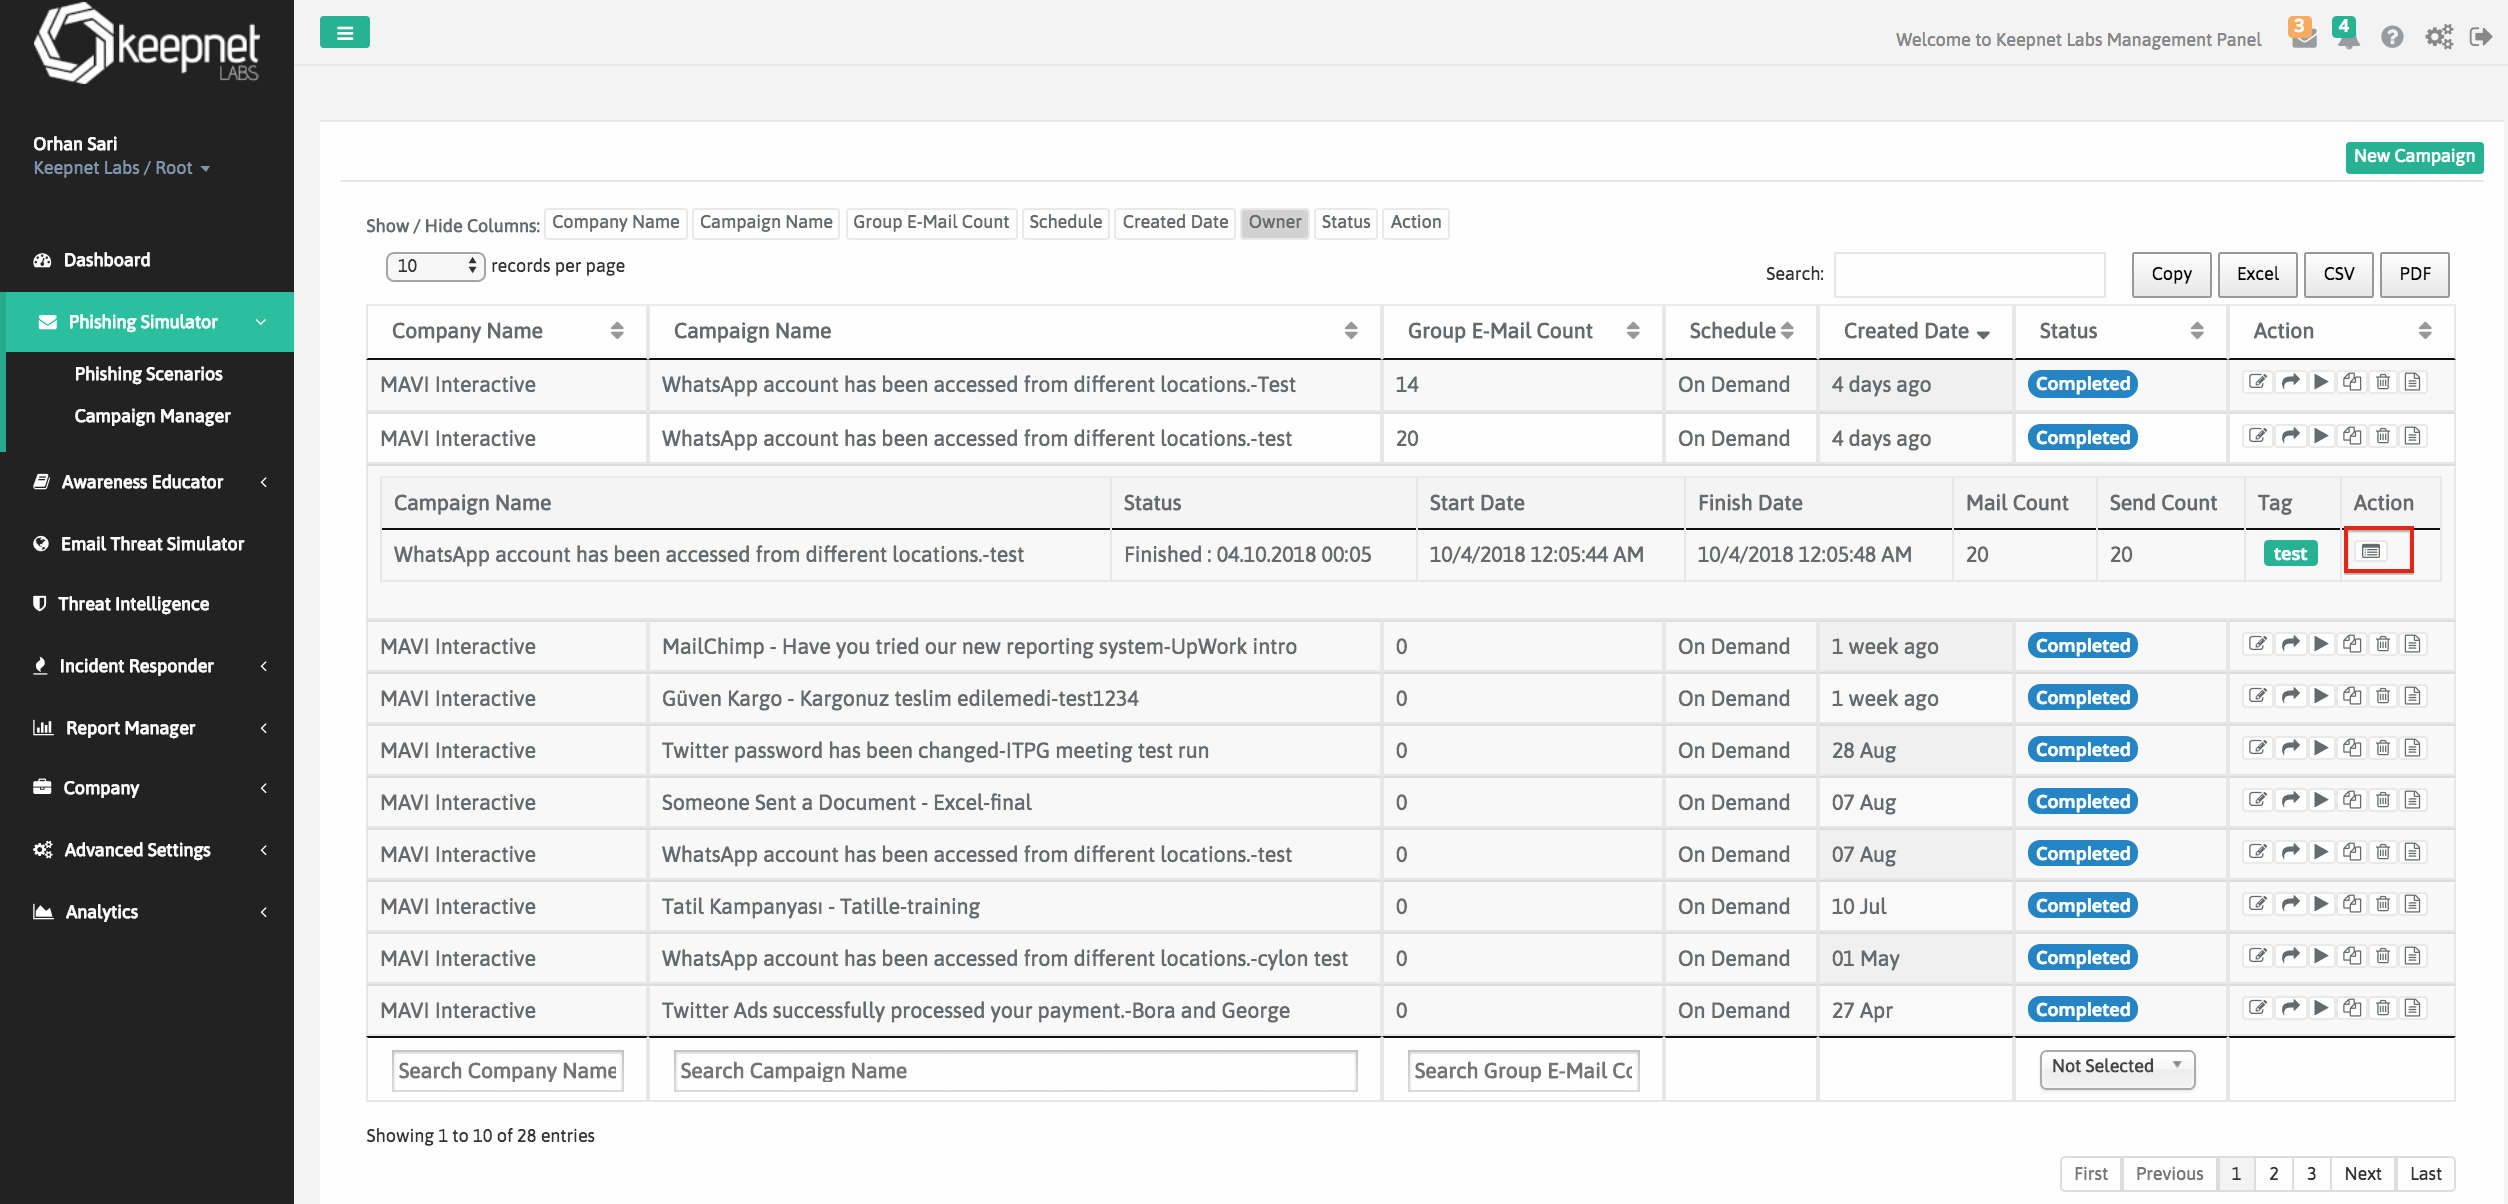 keepnet
LABS
Orhan Sari
Keepnet Labs / Root
Dashboard
Phishing Simulator
Phishing Scenarios
Campaign Manager
Awareness Educator
Email Threat Simulator
Threat Intelligence
Incident Responder
Report Manager
Company
Advanced Settings
Analytics
Welcome to Keepnet Labs Management Panel 3 4
New Campaign
Show / Hide Columns: Company Name Campaign Name Group E-Mail Count Schedule Created Date Owner Status Action
10 records per page Search: Copy Excel CSV PDF
Company Name Campaign Name Group E-Mail Count Schedule Created Date Status Action
MAVI Interactive WhatsApp account has been accessed from different locations.-Test 14 On Demand 4 days ago Completed
MAVI Interactive WhatsApp account has been accessed from different locations.-test 20 On Demand 4 days ago Completed
Campaign Name Status Start Date Finish Date Mail Count Send Count Tag Action
WhatsApp account has been accessed from different locations.-test Finished : 04.10.2018 00:05 10/4/2018 12:05:44 AM 10/4/2018 12:05:48 AM 20 20 test
MAVI Interactive MailChimp - Have you tried our new reporting system-UpWork intro 0 On Demand 1 week ago Completed
MAVI Interactive Güven Kargo - Kargonuz teslim edilemedi-test1234 0 On Demand 1 week ago Completed
MAVI Interactive Twitter password has been changed-ITPG meeting test run 0 On Demand 28 Aug Completed
MAVI Interactive Someone Sent a Document - Excel-final 0 On Demand 07 Aug Completed
MAVI Interactive WhatsApp account has been accessed from different locations.-test 0 On Demand 07 Aug Completed
MAVI Interactive Tatil Kampanyası - Tatille-training 0 On Demand 10 Jul Completed
MAVI Interactive WhatsApp account has been accessed from different locations.-cylon test 0 On Demand 01 May Completed
MAVI Interactive Twitter Ads successfully processed your payment.-Bora and George 0 On Demand 27 Apr Completed
Search Company Name Search Campaign Name Search Group E-Mail Co Not Selected
Showing 1 to 10 of 28 entries
First Previous 1 2 3 Next Last